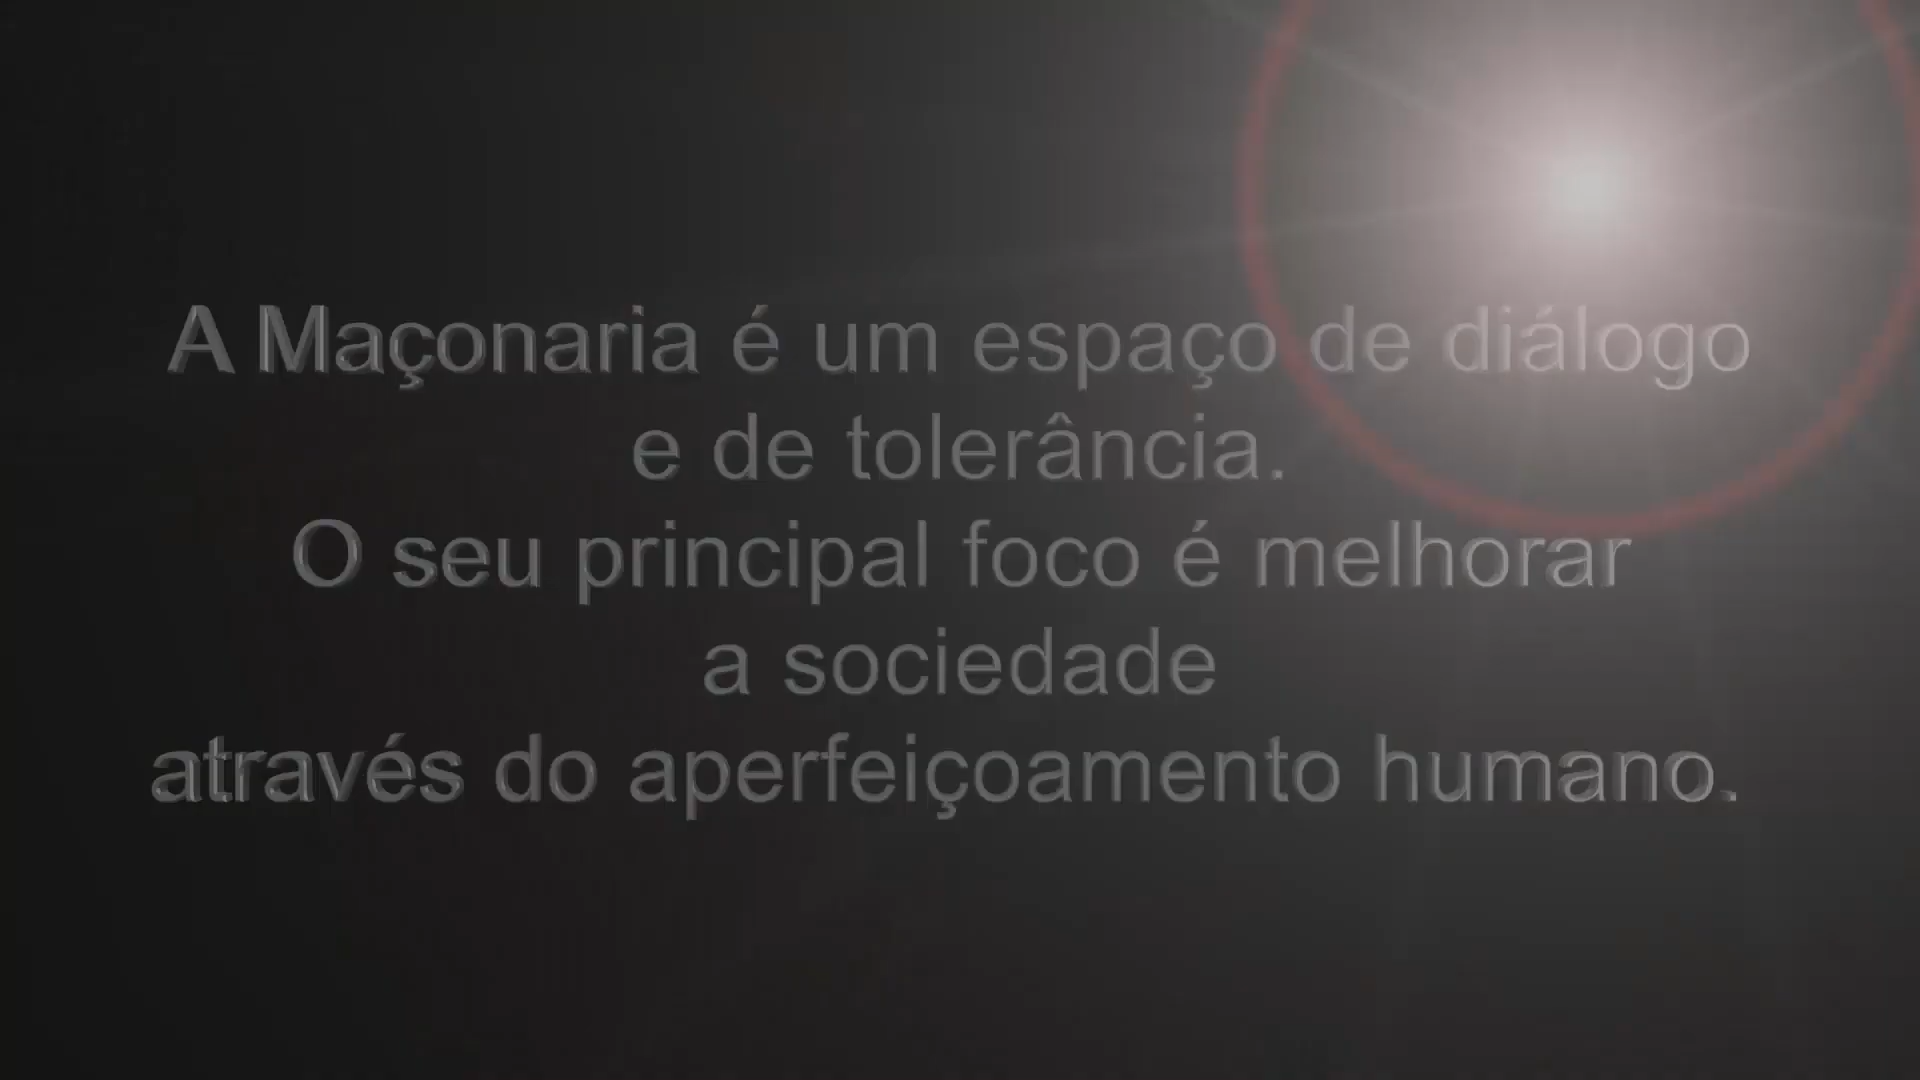 A Maçonaria é um espaço de diálogo
e de tolerância.
O seu principal foco é melhorar
a sociedade
através do aperfeiçoamento humano.